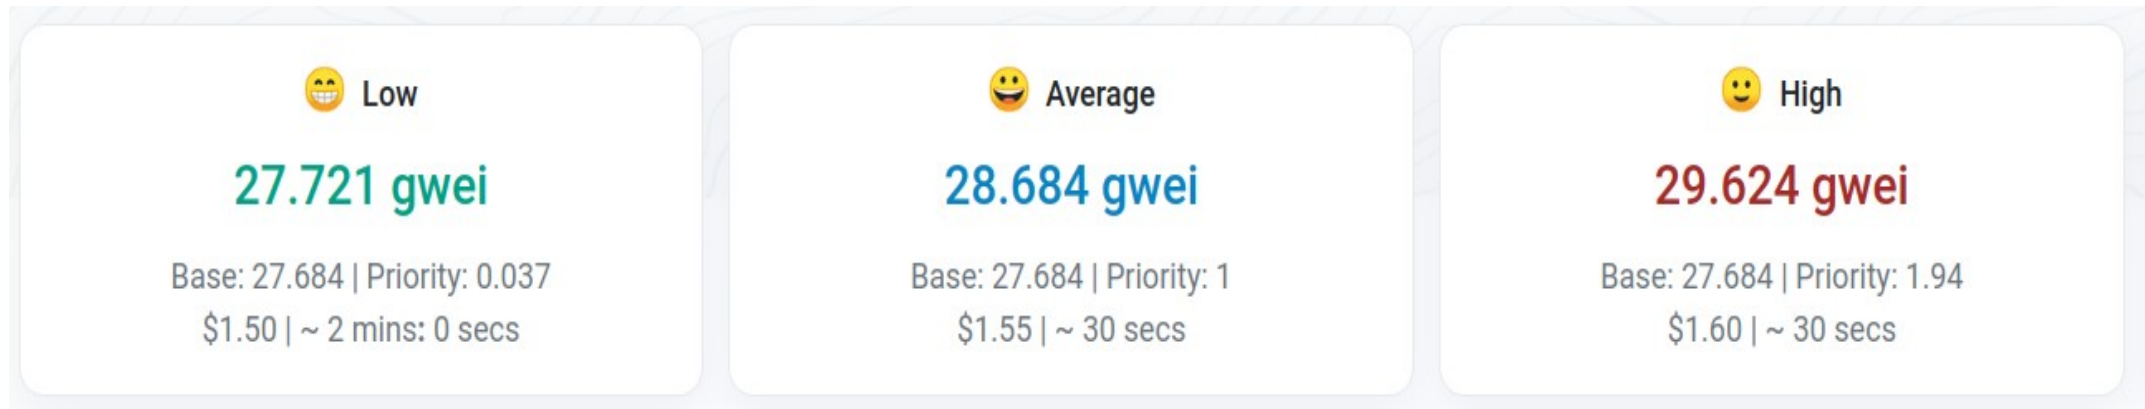 😁 Low
27.721 gwei
Base: 27.684 | Priority: 0.037
$1.50 | ~ 2 mins: 0 secs
😀 Average
28.684 gwei
Base: 27.684 | Priority: 1
$1.55 | ~ 30 secs
🙂 High
29.624 gwei
Base: 27.684 | Priority: 1.94
$1.60 | ~ 30 secs